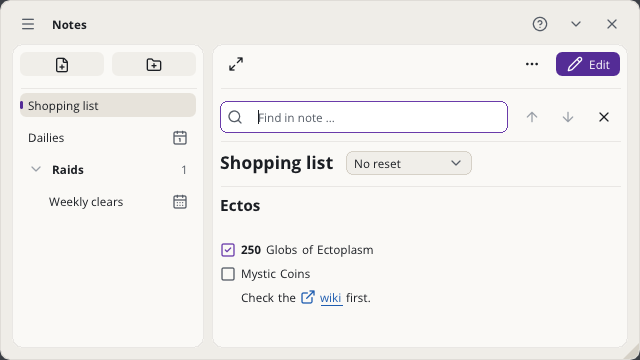 Notes
Edit
Shopping list
Dailies
Raids 1
Weekly clears
Find in note ...
Shopping list No reset
Ectos
250 Globs of Ectoplasm
Mystic Coins
Check the wiki first.